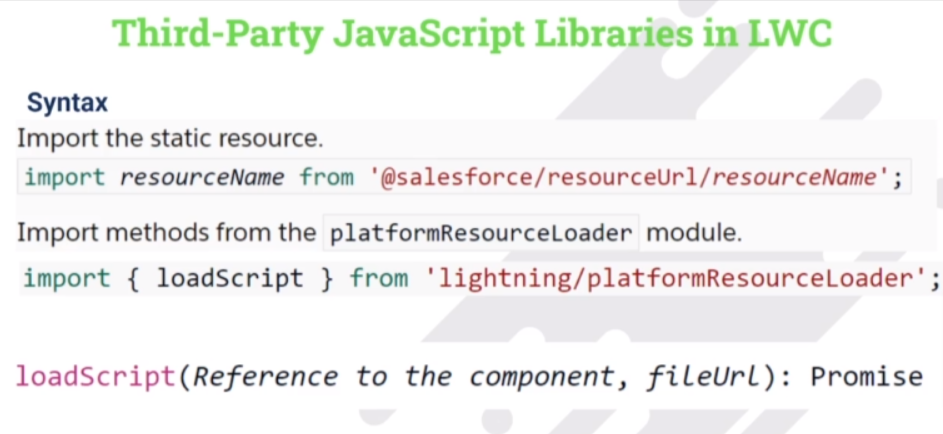 Third-Party JavaScript Libraries in LWC
Syntax
Import the static resource.
import resourceName from '@salesforce/resourceUrl/resourceName';
Import methods from the platformResourceLoader module.
import { loadScript } from 'lightning/platformResourceLoader';
loadScript(Reference to the component, fileUrl): Promise